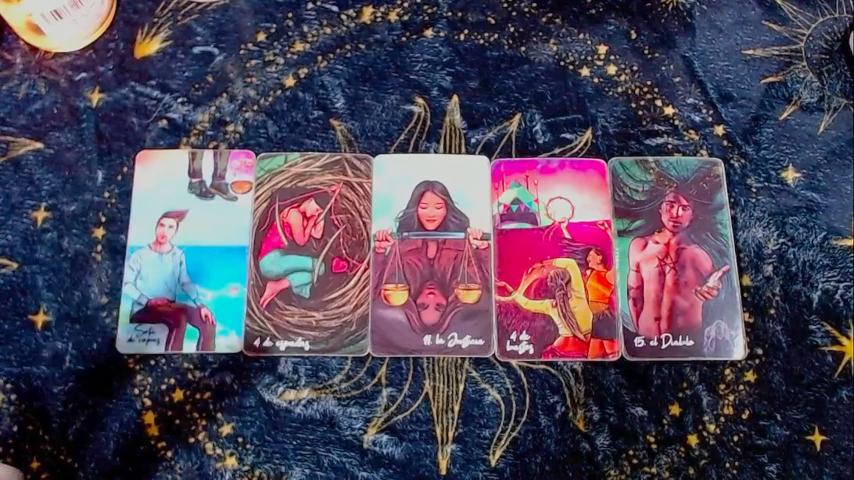 Sota
de copas
4 de espadas
11. la Justicia
4 de
bastos
15. el Diablo